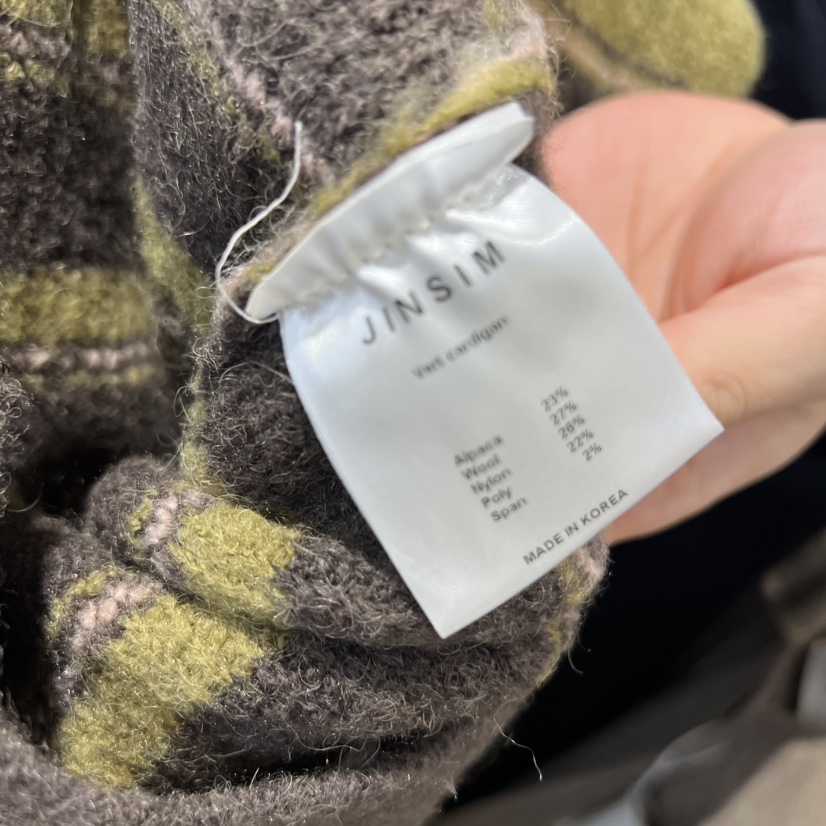 JINSIM
Vert cardigan
Alpaca 23%
Wool 27%
Nylon 26%
Poly 22%
Span 2%
MADE IN KOREA